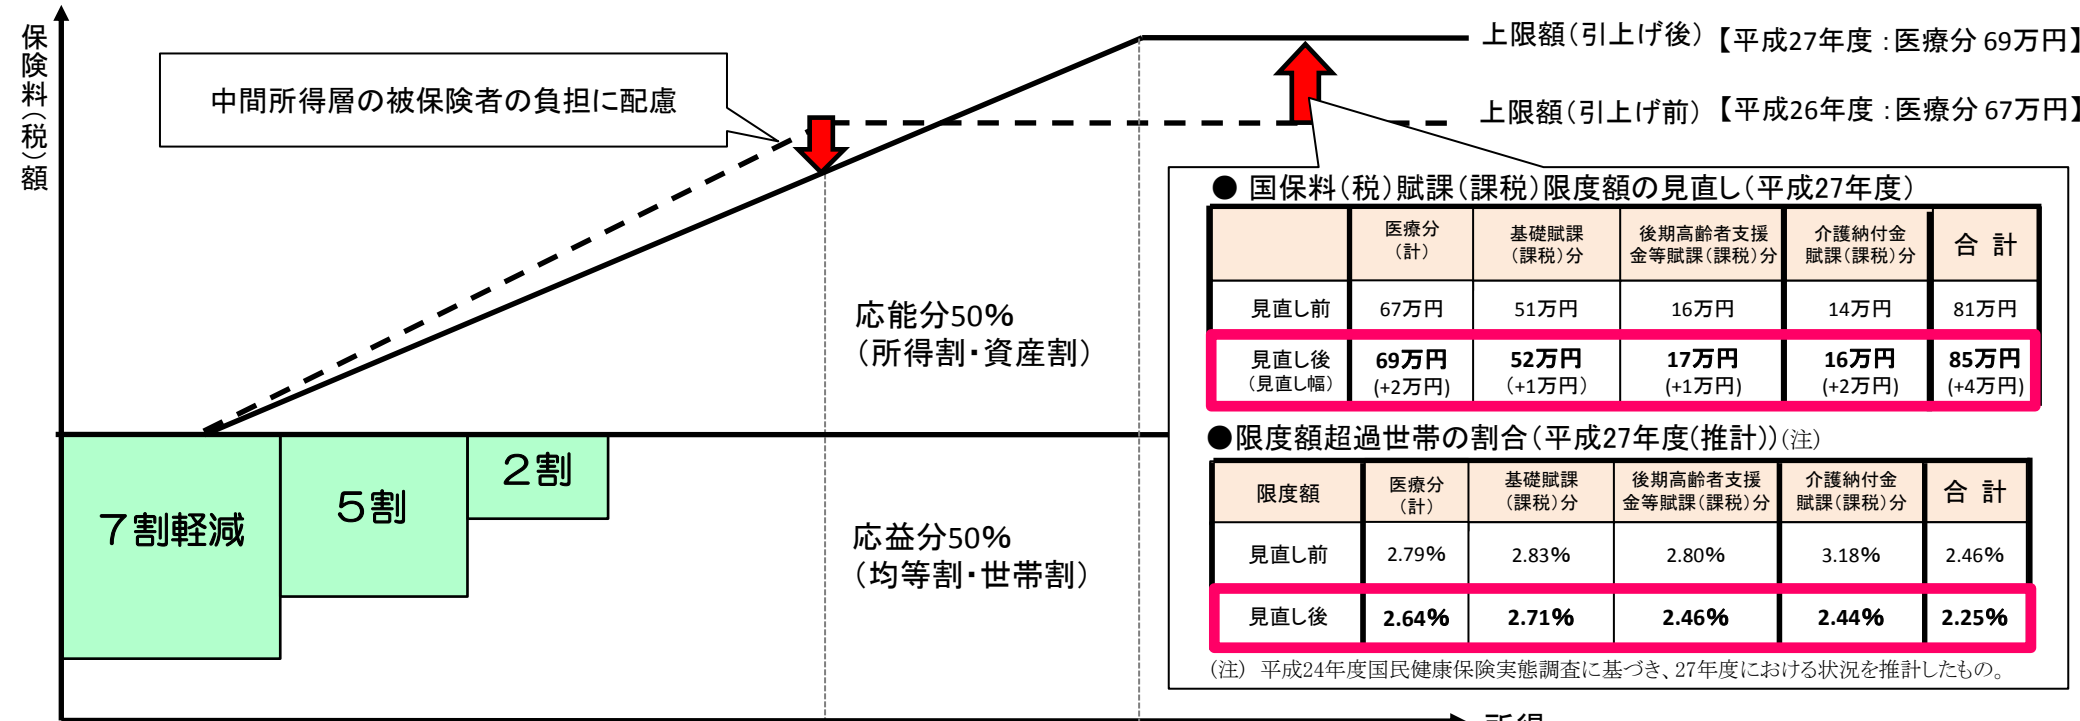 保険料(税)額
中間所得層の被保険者の負担に配慮
上限額(引上げ後)【平成27年度：医療分 69万円】
上限額(引上げ前)【平成26年度：医療分 67万円】
応能分50%
(所得割・資産割)
応益分50%
(均等割・世帯割)
7割軽減
5割
2割
● 国保料(税)賦課(課税)限度額の見直し(平成27年度)
医療分(計) 基礎賦課(課税)分 後期高齢者支援金等賦課(課税)分 介護納付金賦課(課税)分 合 計
見直し前 67万円 51万円 16万円 14万円 81万円
見直し後 69万円 52万円 17万円 16万円 85万円
(見直し幅) (+2万円) (+1万円) (+1万円) (+2万円) (+4万円)
●限度額超過世帯の割合(平成27年度(推計))(注)
限度額 医療分(計) 基礎賦課(課税)分 後期高齢者支援金等賦課(課税)分 介護納付金賦課(課税)分 合 計
見直し前 2.79% 2.83% 2.80% 3.18% 2.46%
見直し後 2.64% 2.71% 2.46% 2.44% 2.25%
(注) 平成24年度国民健康保険実態調査に基づき、27年度における状況を推計したもの。
所得